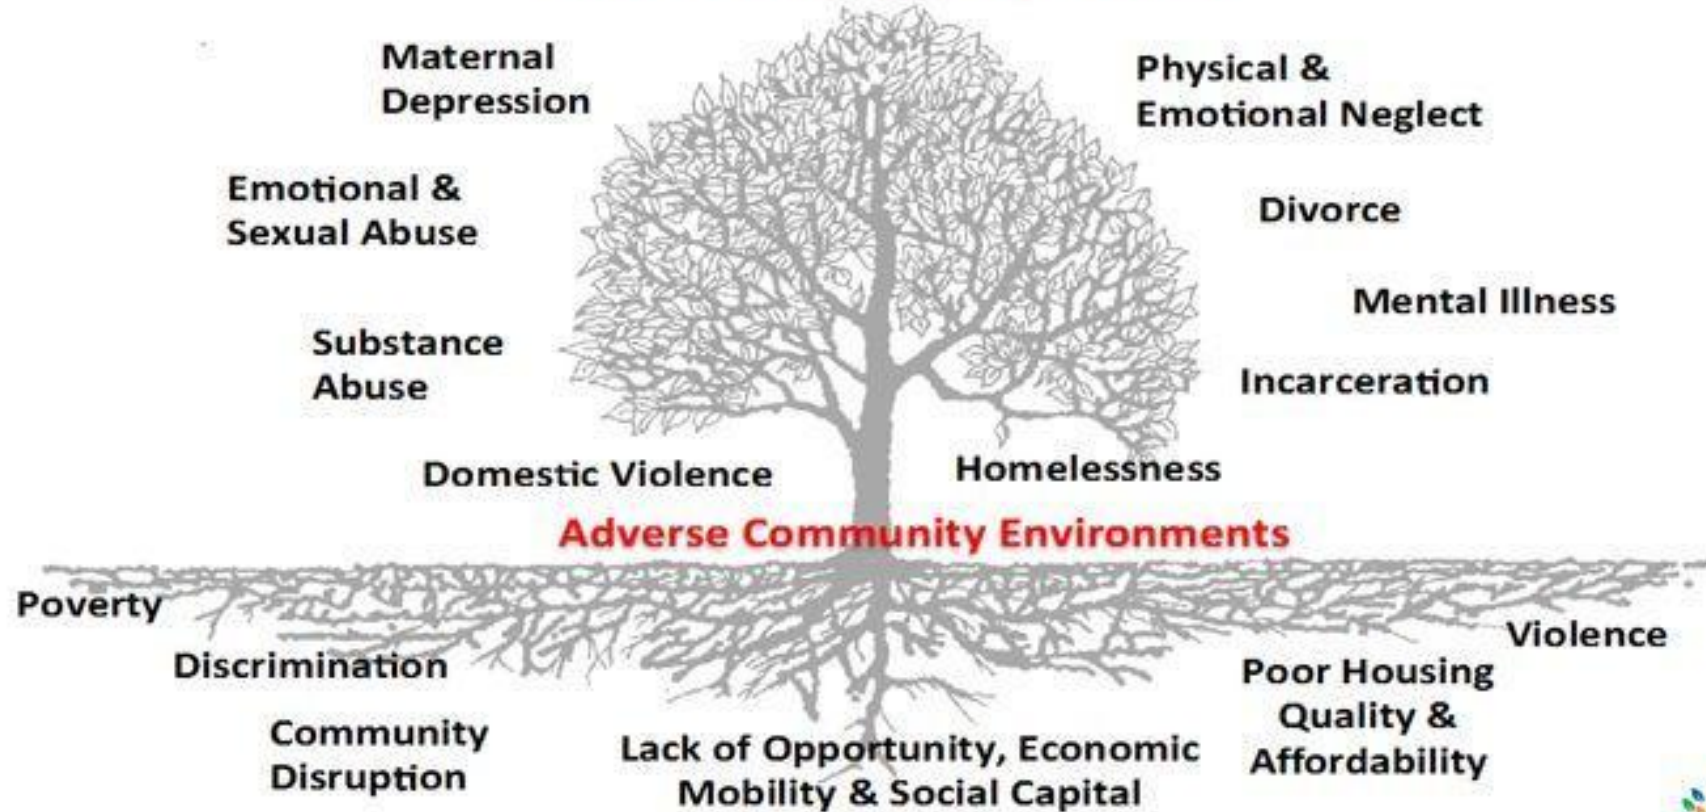 Maternal
Depression
Physical &
Emotional Neglect
Emotional &
Sexual Abuse
Divorce
Mental Illness
Substance
Abuse
Incarceration
Domestic Violence
Homelessness
Adverse Community Environments
Poverty
Violence
Discrimination
Poor Housing
Quality &
Affordability
Community
Disruption
Lack of Opportunity, Economic
Mobility & Social Capital